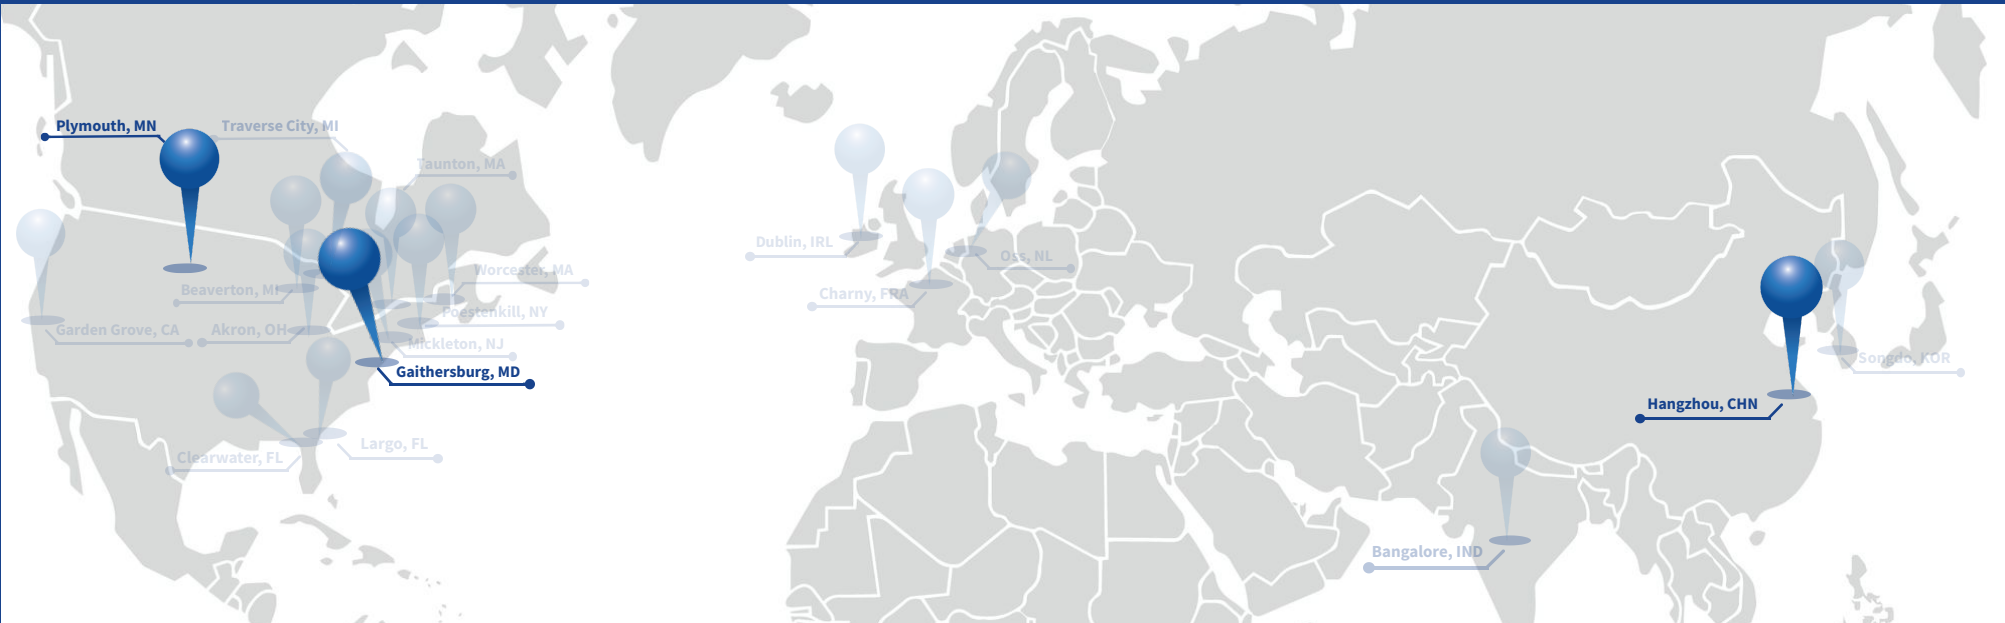 Plymouth, MN
Traverse City, MI
Taunton, MA
Dublin, IRL
Oss, NL
Worcester, MA
Beaverton, MI
Charny, FRA
Poestenkill, NY
Garden Grove, CA
Akron, OH
Mickleton, NJ
Songdo, KOR
Gaithersburg, MD
Hangzhou, CHN
Largo, FL
Clearwater, FL
Bangalore, IND